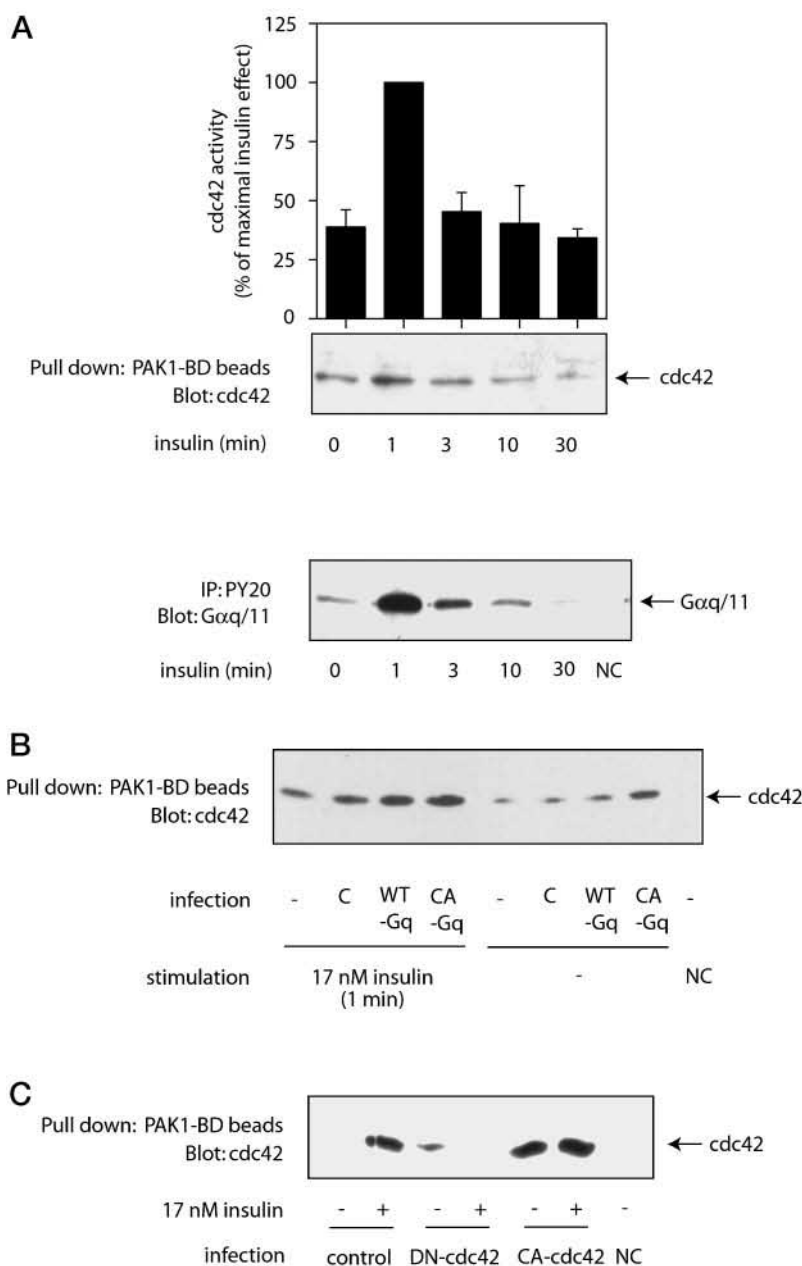 A
cdc42 activity
(% of maximal insulin effect)
125
100
75
50
25
0
Pull down: PAK1-BD beads
Blot: cdc42
cdc42
insulin (min) 0 1 3 10 30
IP: PY20
Blot: Gαq/11
Gαq/11
insulin (min) 0 1 3 10 30 NC
B
Pull down: PAK1-BD beads
Blot: cdc42
cdc42
infection - C WT CA - C WT CA -
-Gq -Gq -Gq -Gq
stimulation 17 nM insulin - NC
(1 min)
C
Pull down: PAK1-BD beads
Blot: cdc42
cdc42
17 nM insulin - + - + - + -
infection control DN-cdc42 CA-cdc42 NC